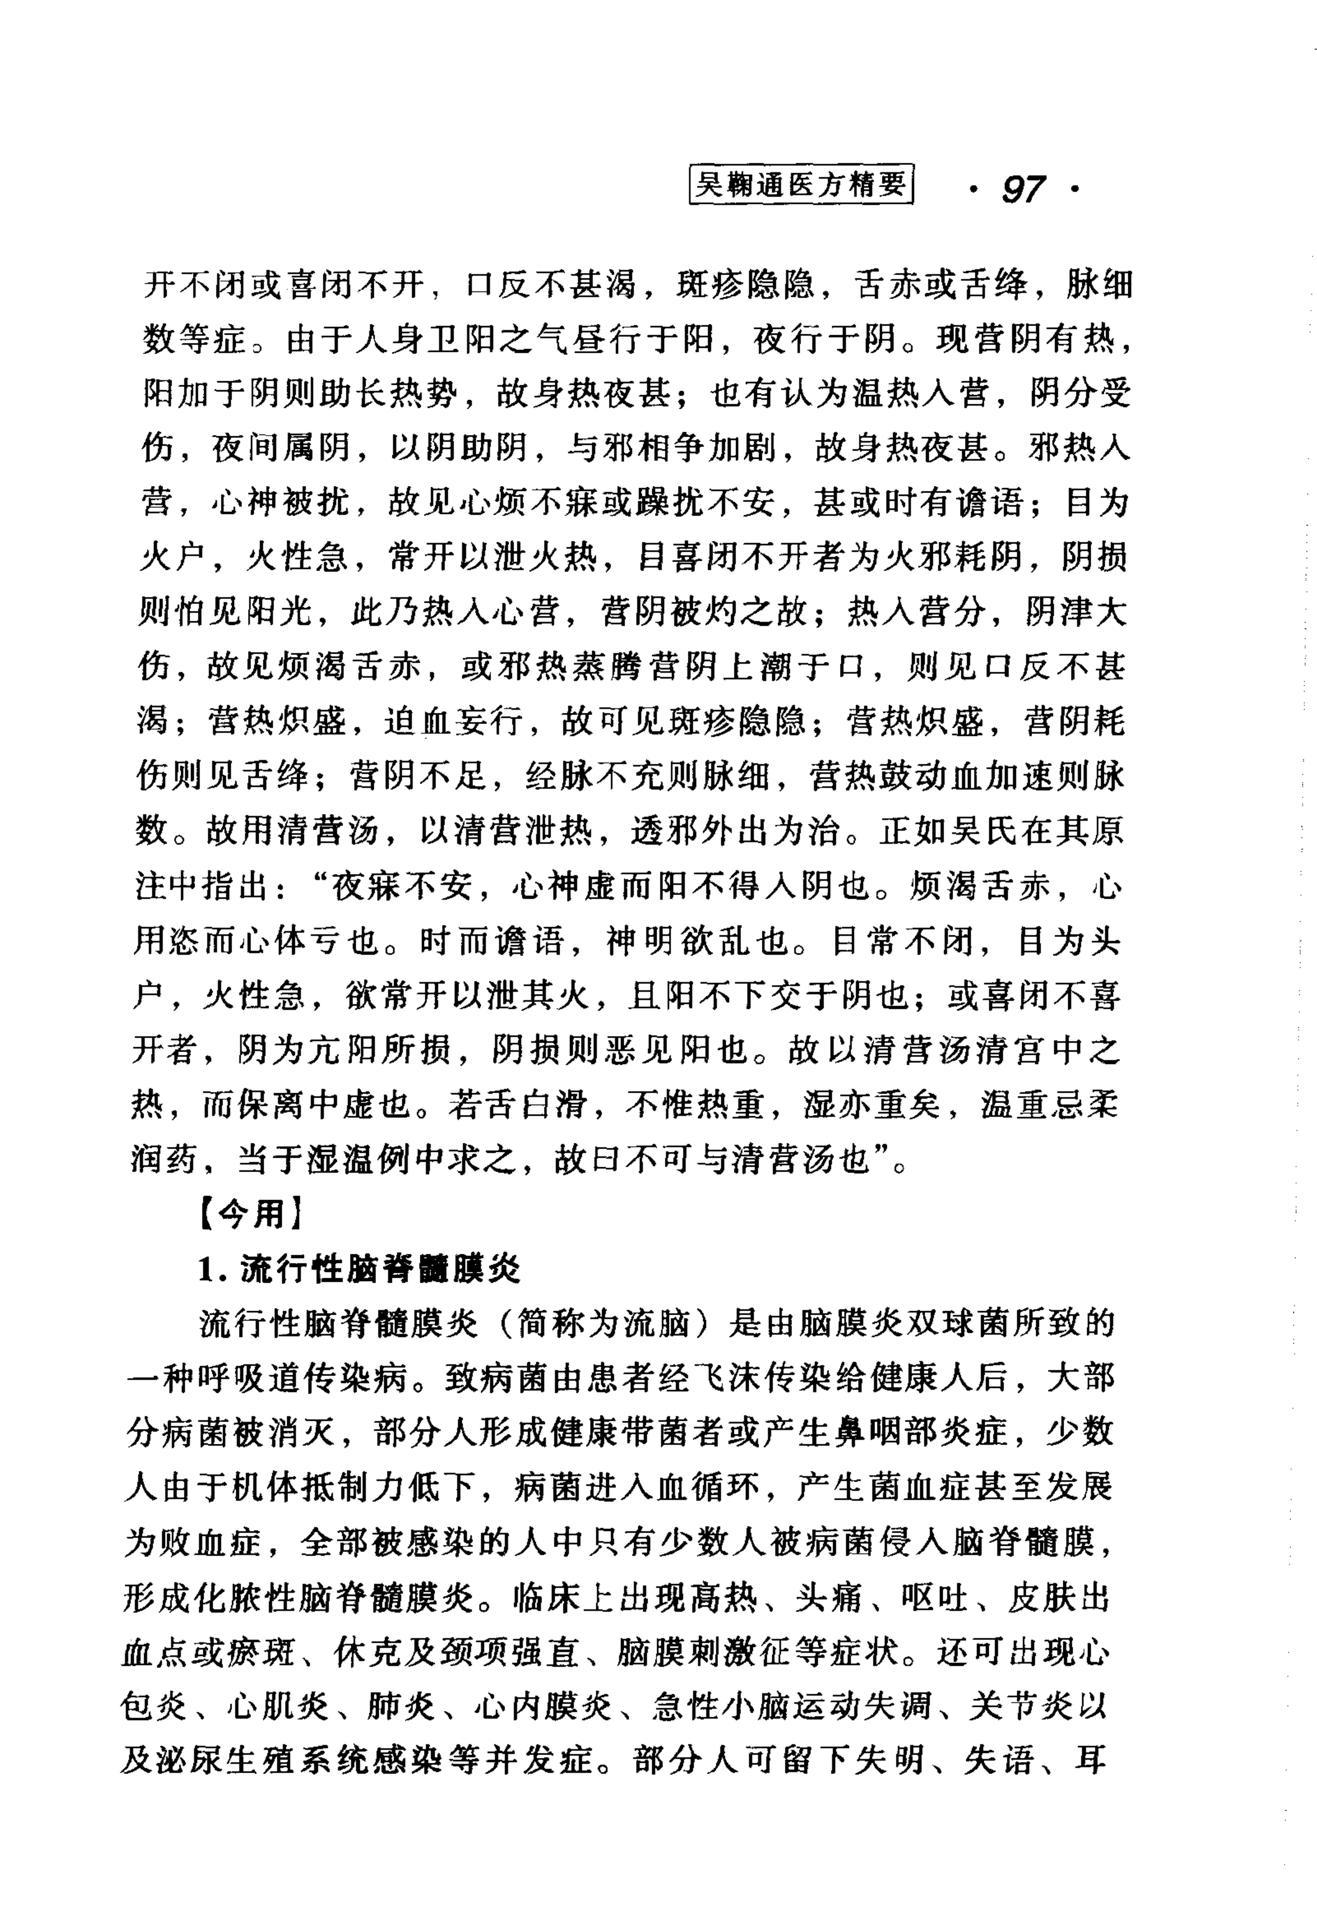 吴鞠通医方精要 · 97 ·
开不闭或喜闭不开，口反不甚渴，斑疹隐隐，舌赤或舌绛，脉细
数等症。由于人身卫阳之气昼行于阳，夜行于阴。现营阴有热，
阳加于阴则助长热势，故身热夜甚；也有认为温热入营，阴分受
伤，夜间属阴，以阴助阴，与邪相争加剧，故身热夜甚。邪热入
营，心神被扰，故见心烦不寐或躁扰不安，甚或时有谵语；目为
火户，火性急，常开以泄火热，目喜闭不开者为火邪耗阴，阴损
则怕见阳光，此乃热入心营，营阴被灼之故；热入营分，阴津大
伤，故见烦渴舌赤，或邪热蒸腾营阴上潮于口，则见口反不甚
渴；营热炽盛，迫血妄行，故可见斑疹隐隐；营热炽盛，营阴耗
伤则见舌绛；营阴不足，经脉不充则脉细，营热鼓动血加速则脉
数。故用清营汤，以清营泄热，透邪外出为治。正如吴氏在其原
注中指出：“夜寐不安，心神虚而阳不得入阴也。烦渴舌赤，心
用恣而心体亏也。时而谵语，神明欲乱也。目常不闭，目为头
户，火性急，欲常开以泄其火，且阳不下交于阴也；或喜闭不喜
开者，阴为亢阳所损，阴损则恶见阳也。故以清营汤清宫中之
热，而保离中虚也。若舌白滑，不惟热重，湿亦重矣，温重忌柔
润药，当于湿温例中求之，故曰不可与清营汤也”。
【今用】
1. 流行性脑脊髓膜炎
流行性脑脊髓膜炎（简称为流脑）是由脑膜炎双球菌所致的
一种呼吸道传染病。致病菌由患者经飞沫传染给健康人后，大部
分病菌被消灭，部分人形成健康带菌者或产生鼻咽部炎症，少数
人由于机体抵制力低下，病菌进入血循环，产生菌血症甚至发展
为败血症，全部被感染的人中只有少数人被病菌侵入脑脊髓膜，
形成化脓性脑脊髓膜炎。临床上出现高热、头痛、呕吐、皮肤出
血点或瘀斑、休克及颈项强直、脑膜刺激征等症状。还可出现心
包炎、心肌炎、肺炎、心内膜炎、急性小脑运动失调、关节炎以
及泌尿生殖系统感染等并发症。部分人可留下失明、失语、耳